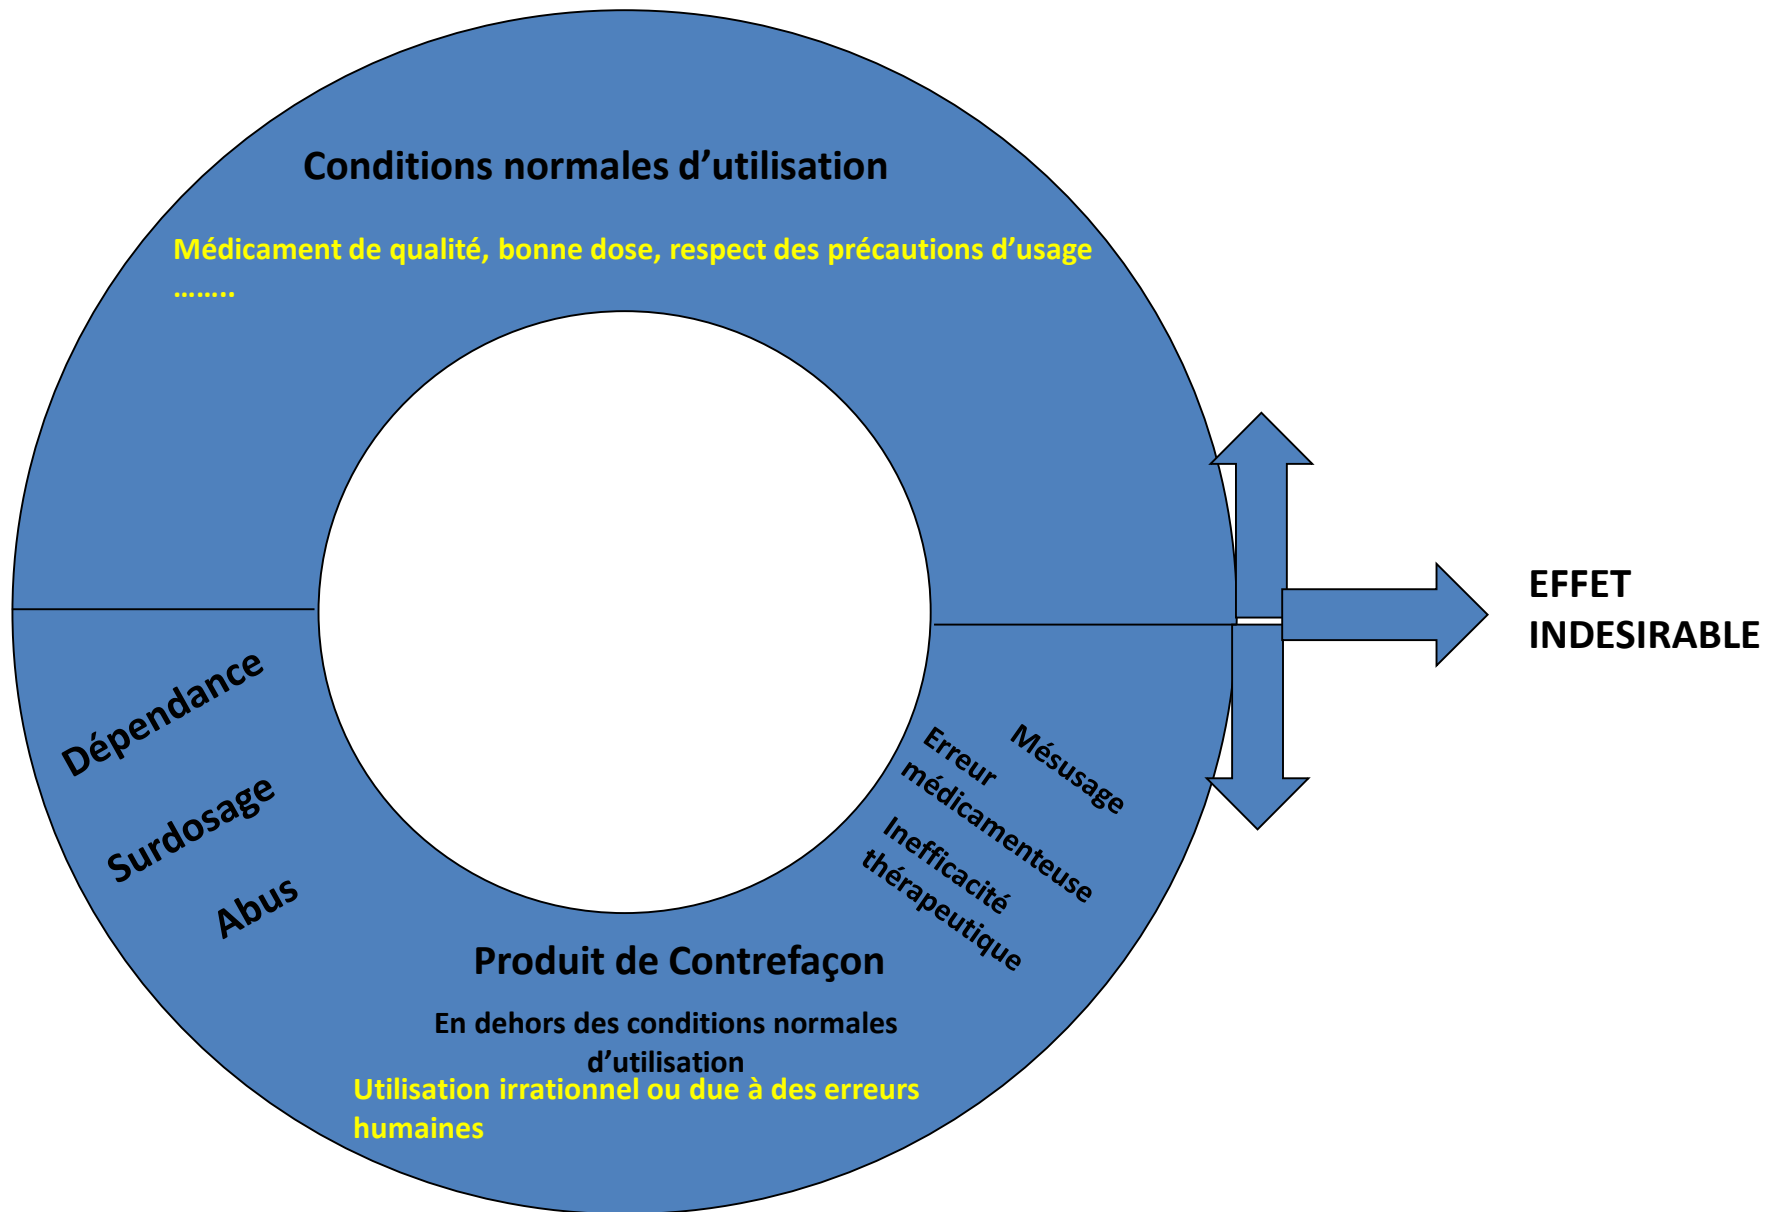 Conditions normales d’utilisation
Médicament de qualité, bonne dose, respect des précautions d’usage
……..
EFFET
INDESIRABLE
Dépendance
Surdosage
Abus
Mésusage
Erreur
médicamenteuse
Inefficacité
thérapeutique
Produit de Contrefaçon
En dehors des conditions normales
d’utilisation
Utilisation irrationnel ou due à des erreurs
humaines